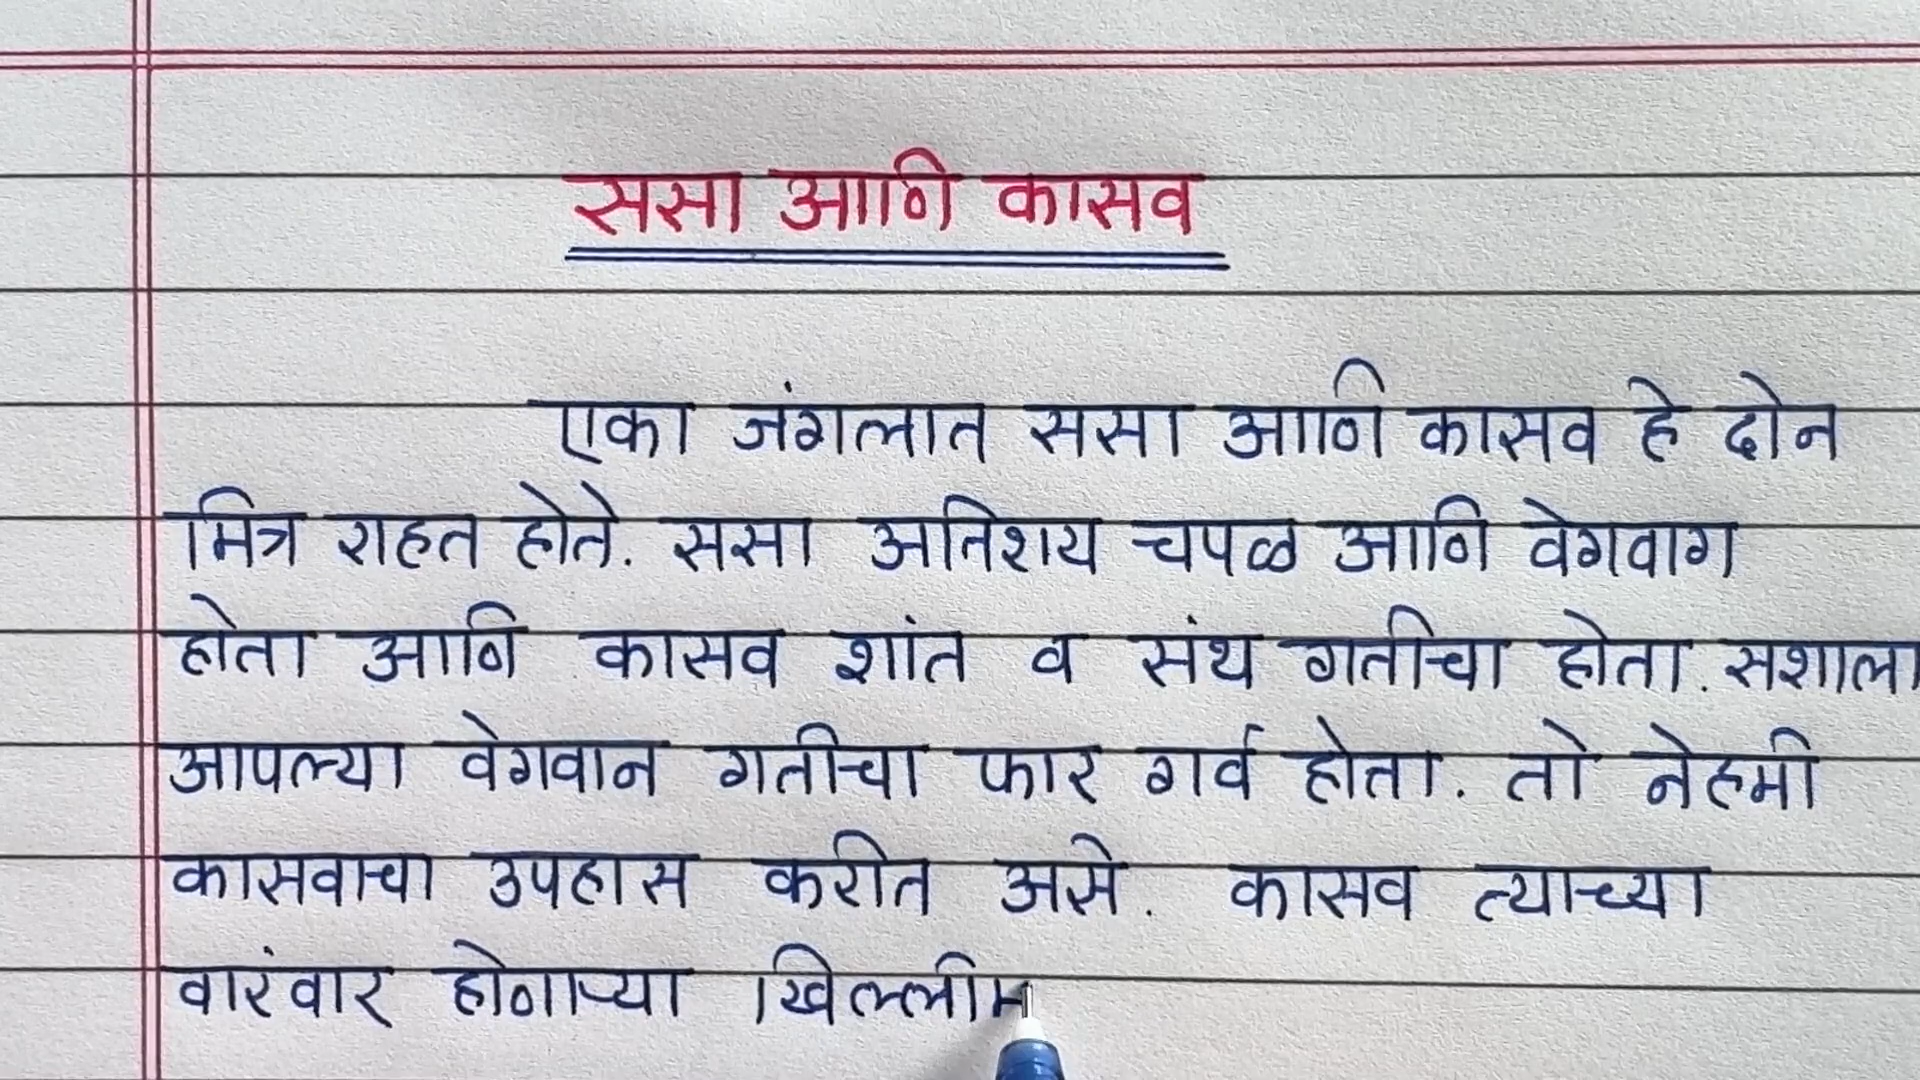 ससा आणि कासव
एका जंगलात ससा आणि कासव हे दोन
मित्र राहत होते. ससा अतिशय चपळ आणि वेगवाग
होता आणि कासव शांत व संथ गतीचा होता. सशाला
आपल्या वेगवान गतीचा फार गर्व होता. तो नेहमी
कासवाचा उपहास करीत असे. कासव त्याच्या
वारंवार होणाऱ्या खिल्लीम